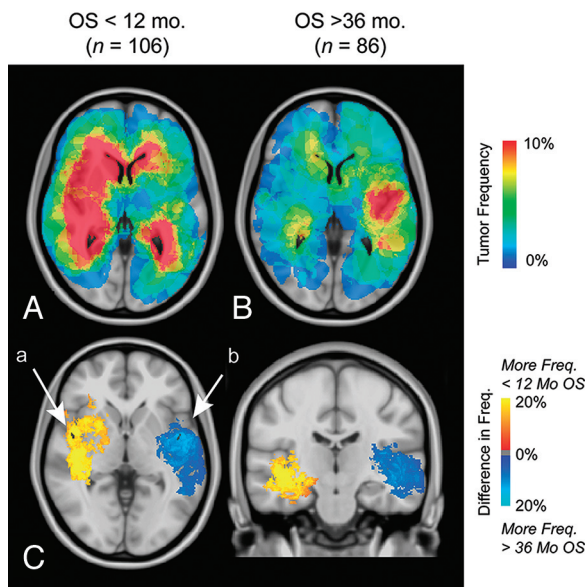 OS < 12 mo.
(n = 106)
OS >36 mo.
(n = 86)
A
B
10%
0%
Tumor Frequency
a
b
C
More Freq.
< 12 Mo OS
20%
0%
20%
Difference in Freq.
More Freq.
> 36 Mo OS